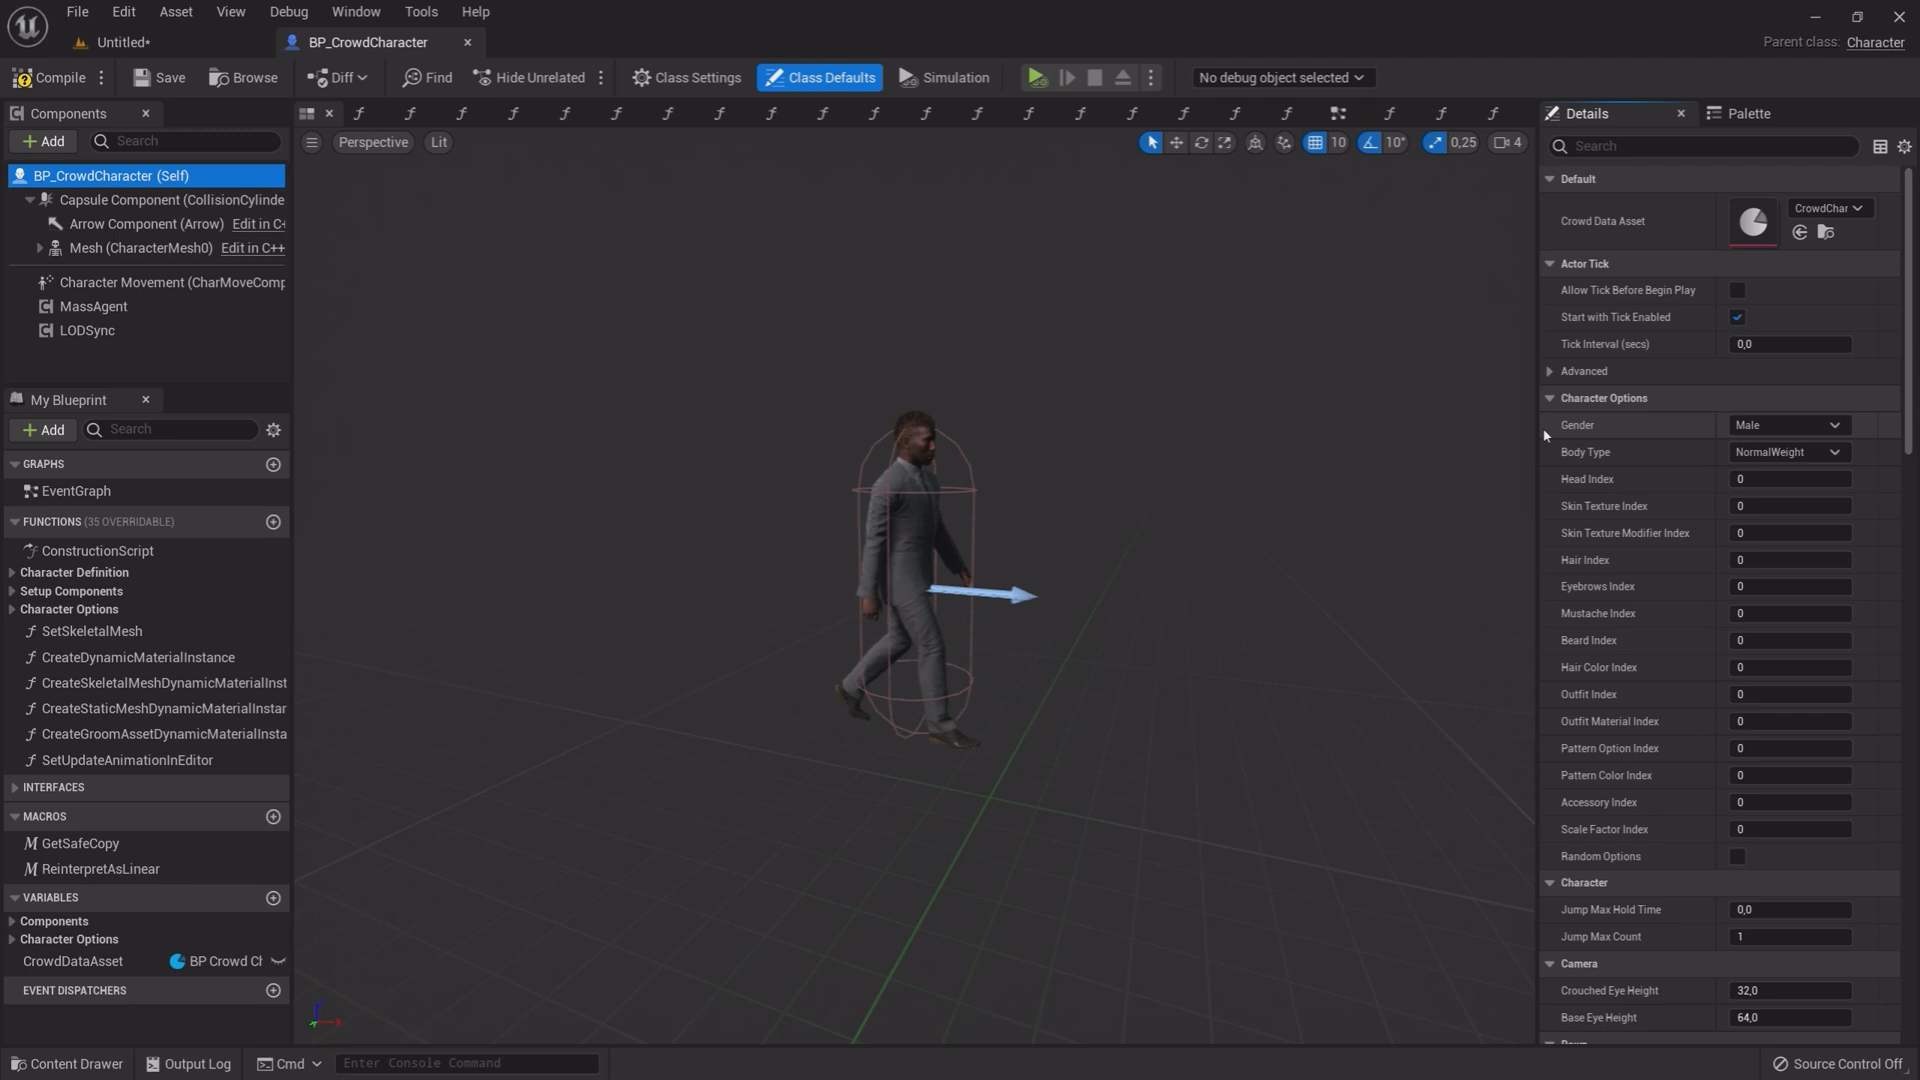 File Edit Asset View Debug Window Tools Help
Untitled*
BP_CrowdCharacter
Parent class: Character
Compile Save Browse Diff Find Hide Unrelated Class Settings Class Defaults Simulation No debug object selected
Components
Add Search
BP_CrowdCharacter (Self)
Capsule Component (CollisionCylinde
Arrow Component (Arrow) Edit in C+
Mesh (CharacterMesh0) Edit in C++
Character Movement (CharMoveComp
MassAgent
LODSync
My Blueprint
Add Search
GRAPHS
EventGraph
FUNCTIONS (35 OVERRIDABLE)
ConstructionScript
Character Definition
Setup Components
Character Options
SetSkeletalMesh
CreateDynamicMaterialInstance
CreateSkeletalMeshDynamicMaterialInst
CreateStaticMeshDynamicMaterialInstar
CreateGroomAssetDynamicMaterialInsta
SetUpdateAnimationInEditor
INTERFACES
MACROS
GetSafeCopy
ReinterpretAsLinear
VARIABLES
Components
Character Options
CrowdDataAsset BP Crowd Ch
EVENT DISPATCHERS
Perspective Lit
10 10° 0,25 4
Details Palette
Search
Default
Crowd Data Asset CrowdChar
Actor Tick
Allow Tick Before Begin Play
Start with Tick Enabled
Tick Interval (secs) 0,0
Advanced
Character Options
Gender Male
Body Type NormalWeight
Head Index 0
Skin Texture Index 0
Skin Texture Modifier Index 0
Hair Index 0
Eyebrows Index 0
Mustache Index 0
Beard Index 0
Hair Color Index 0
Outfit Index 0
Outfit Material Index 0
Pattern Option Index 0
Pattern Color Index 0
Accessory Index 0
Scale Factor Index 0
Random Options
Character
Jump Max Hold Time 0,0
Jump Max Count 1
Camera
Crouched Eye Height 32,0
Base Eye Height 64,0
Content Drawer Output Log Cmd Enter Console Command Source Control Off